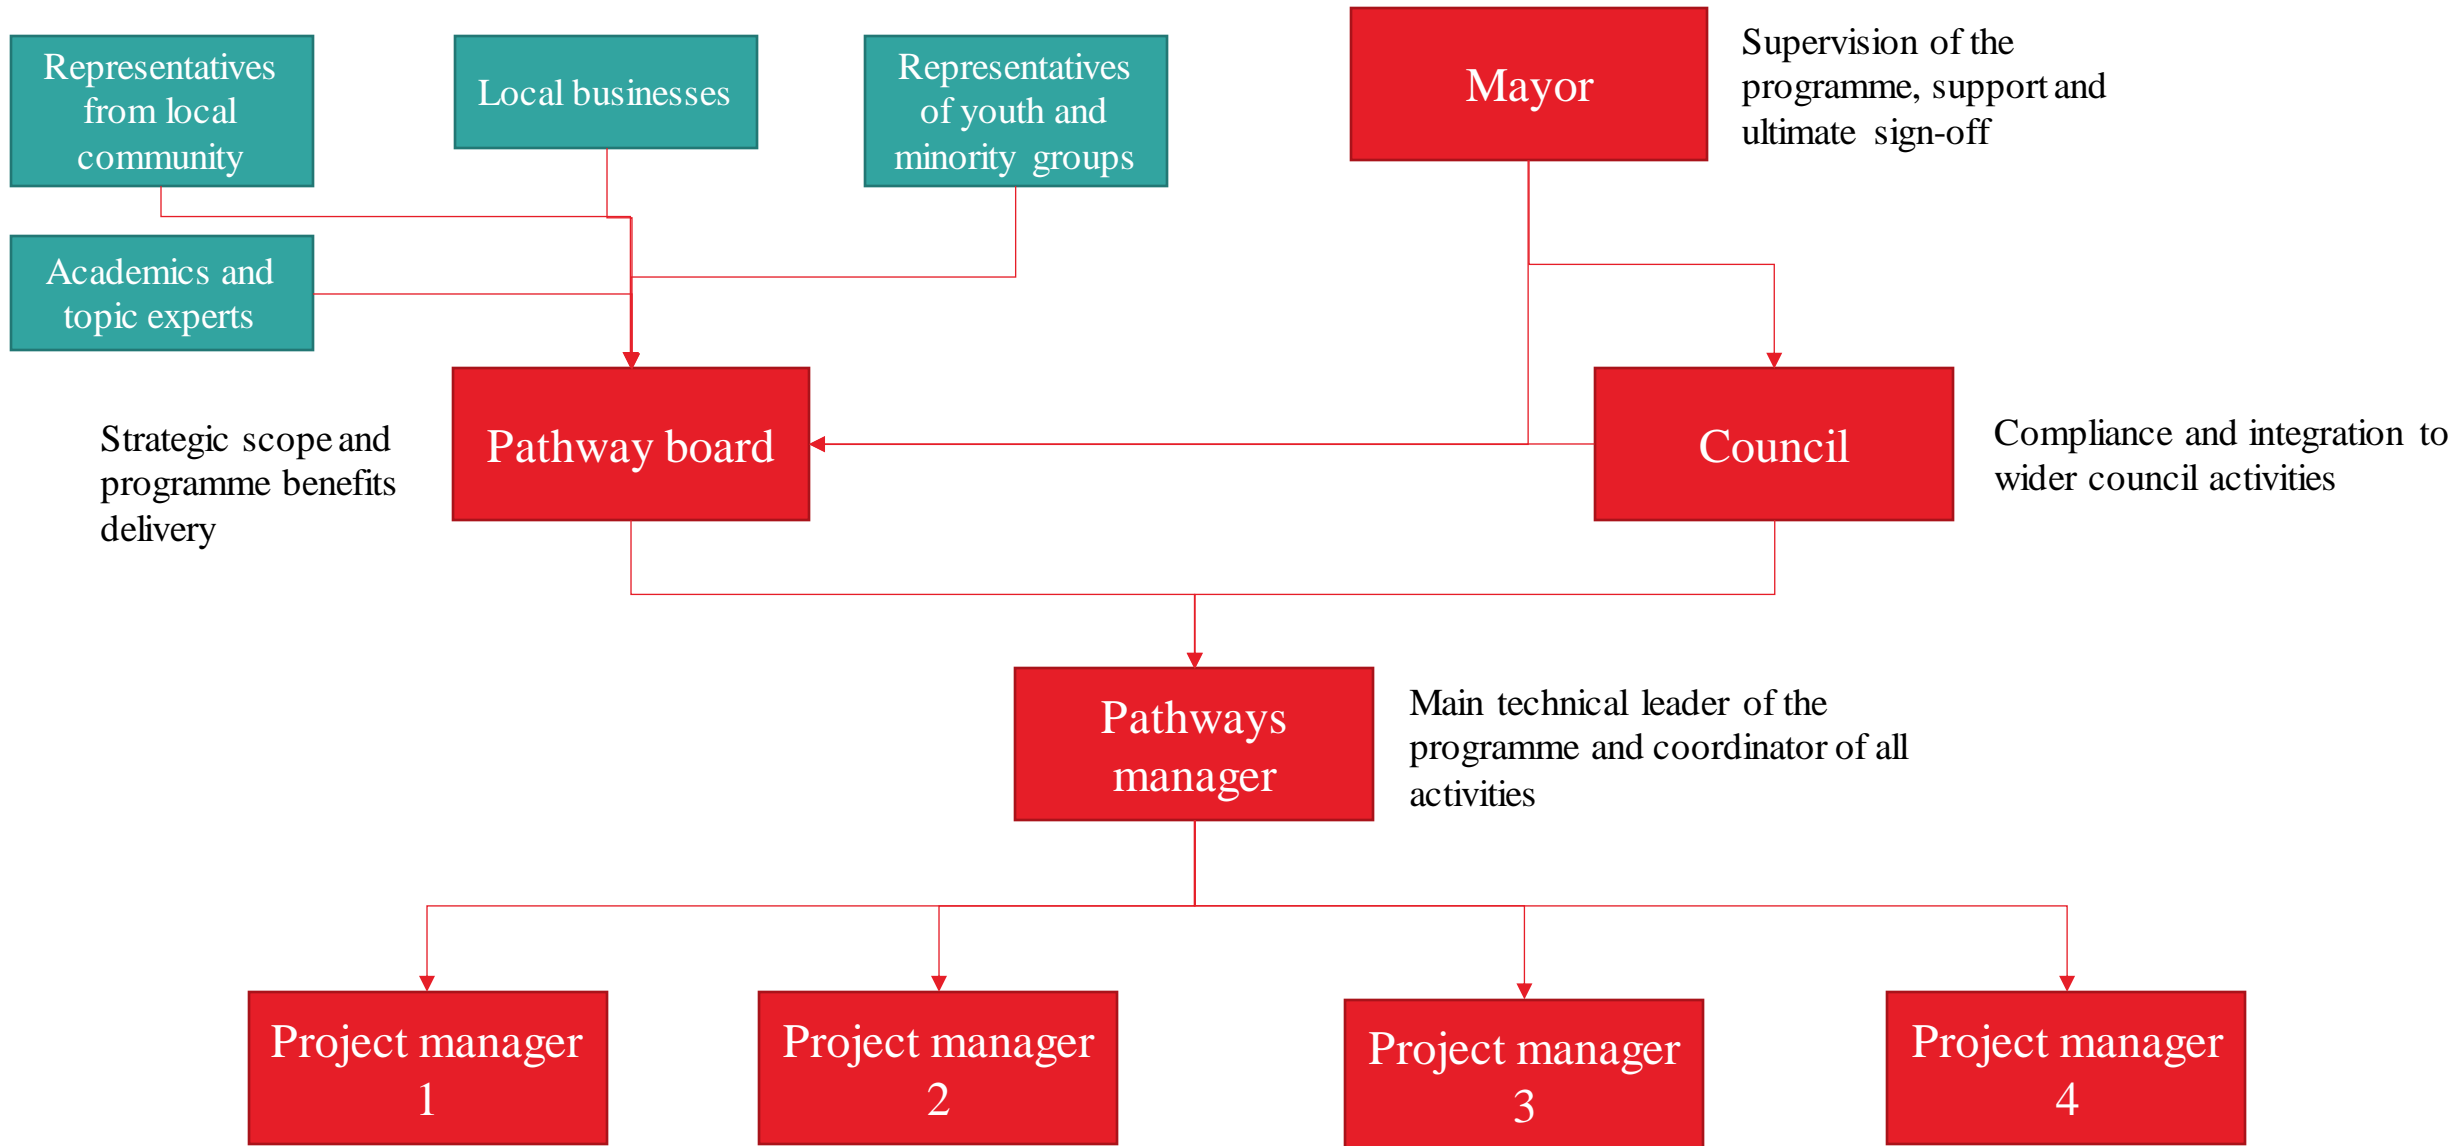 Representatives
from local
community
Local businesses
Representatives
of youth and
minority groups
Mayor
Supervision of the
programme, support and
ultimate sign-off
Academics and
topic experts
Strategic scope and
programme benefits
delivery
Pathway board
Council
Compliance and integration to
wider council activities
Pathways
manager
Main technical leader of the
programme and coordinator of all
activities
Project manager
1
Project manager
2
Project manager
3
Project manager
4